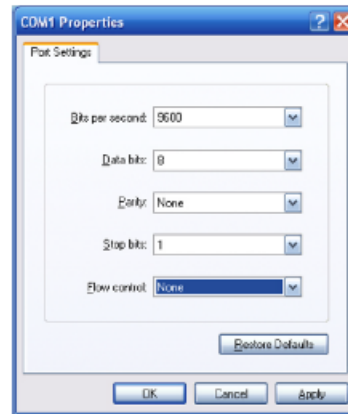 COM1 Properties
Port Settings
Bits per second: 9600
Data bits: 8
Parity: None
Stop bits: 1
Flow control: None
Restore Defaults
OK Cancel Apply